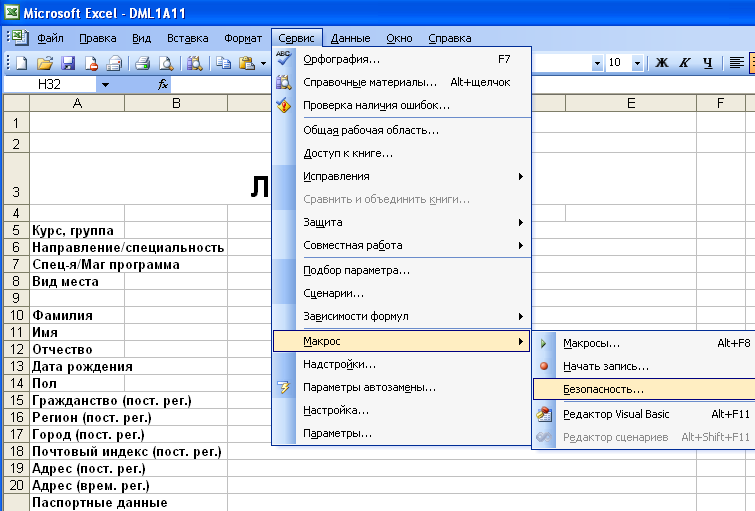 Microsoft Excel - DML1A11
Файл Правка Вид Вставка Формат Сервис Данные Окно Справка
10 Ж К Ч
H32 fx
A B E F
1
2
3 Л
4
5 Курс, группа
6 Направление/специальность
7 Спец-я/Маг программа
8 Вид места
9
10 Фамилия
11 Имя
12 Отчество
13 Дата рождения
14 Пол
15 Гражданство (пост. рег.)
16 Регион (пост. рег.)
17 Город (пост. рег.)
18 Почтовый индекс (пост. рег.)
19 Адрес (пост. рег.)
20 Адрес (врем. рег.)
Паспортные данные
Орфография... F7
Справочные материалы... Alt+щелчок
Проверка наличия ошибок...
Общая рабочая область...
Доступ к книге...
Исправления
Сравнить и объединить книги...
Защита
Совместная работа
Подбор параметра...
Сценарии...
Зависимости формул
Макрос
Надстройки...
Параметры автозамены...
Настройка...
Параметры...
Макросы... Alt+F8
Начать запись...
Безопасность...
Редактор Visual Basic Alt+F11
Редактор сценариев Alt+Shift+F11